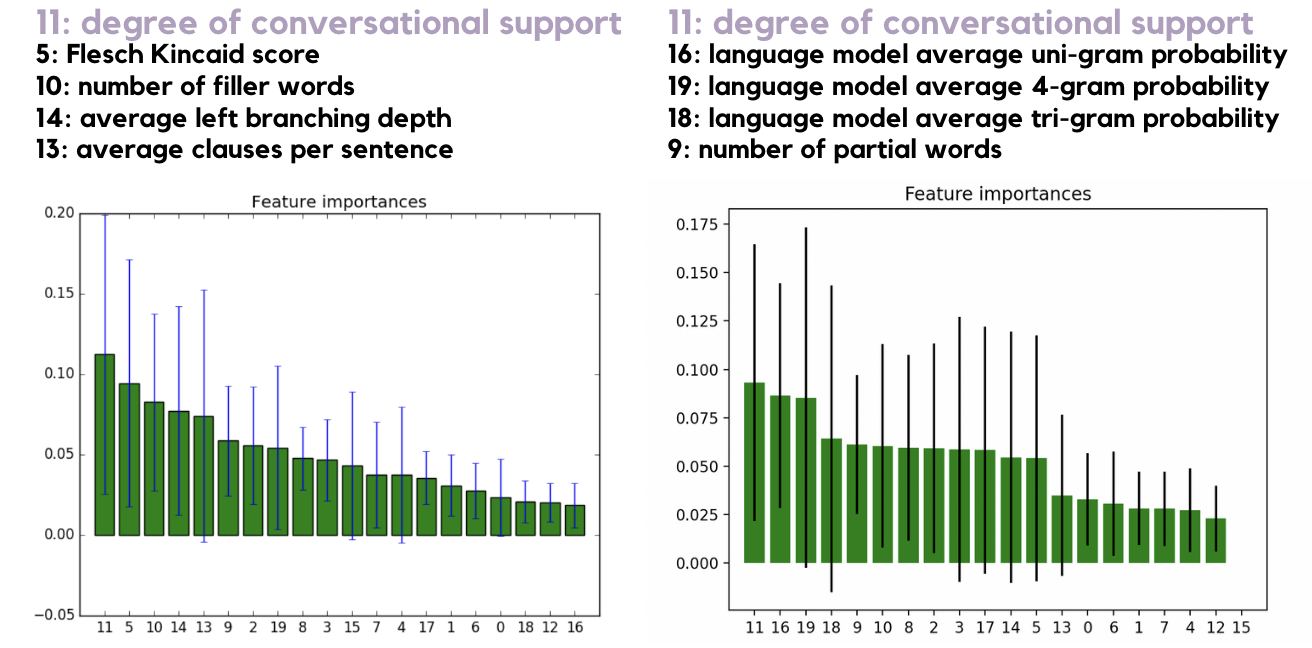 11: degree of conversational support
5: Flesch Kincaid score
10: number of filler words
14: average left branching depth
13: average clauses per sentence
Feature importances
0.20
0.15
0.10
0.05
0.00
−0.05
11 5 10 14 13 9 2 19 8 3 15 7 4 17 1 6 0 18 12 16
11: degree of conversational support
16: language model average uni-gram probability
19: language model average 4-gram probability
18: language model average tri-gram probability
9: number of partial words
Feature importances
0.175
0.150
0.125
0.100
0.075
0.050
0.025
0.000
11 16 19 18 9 10 8 2 3 17 14 5 13 0 6 1 7 4 12 15